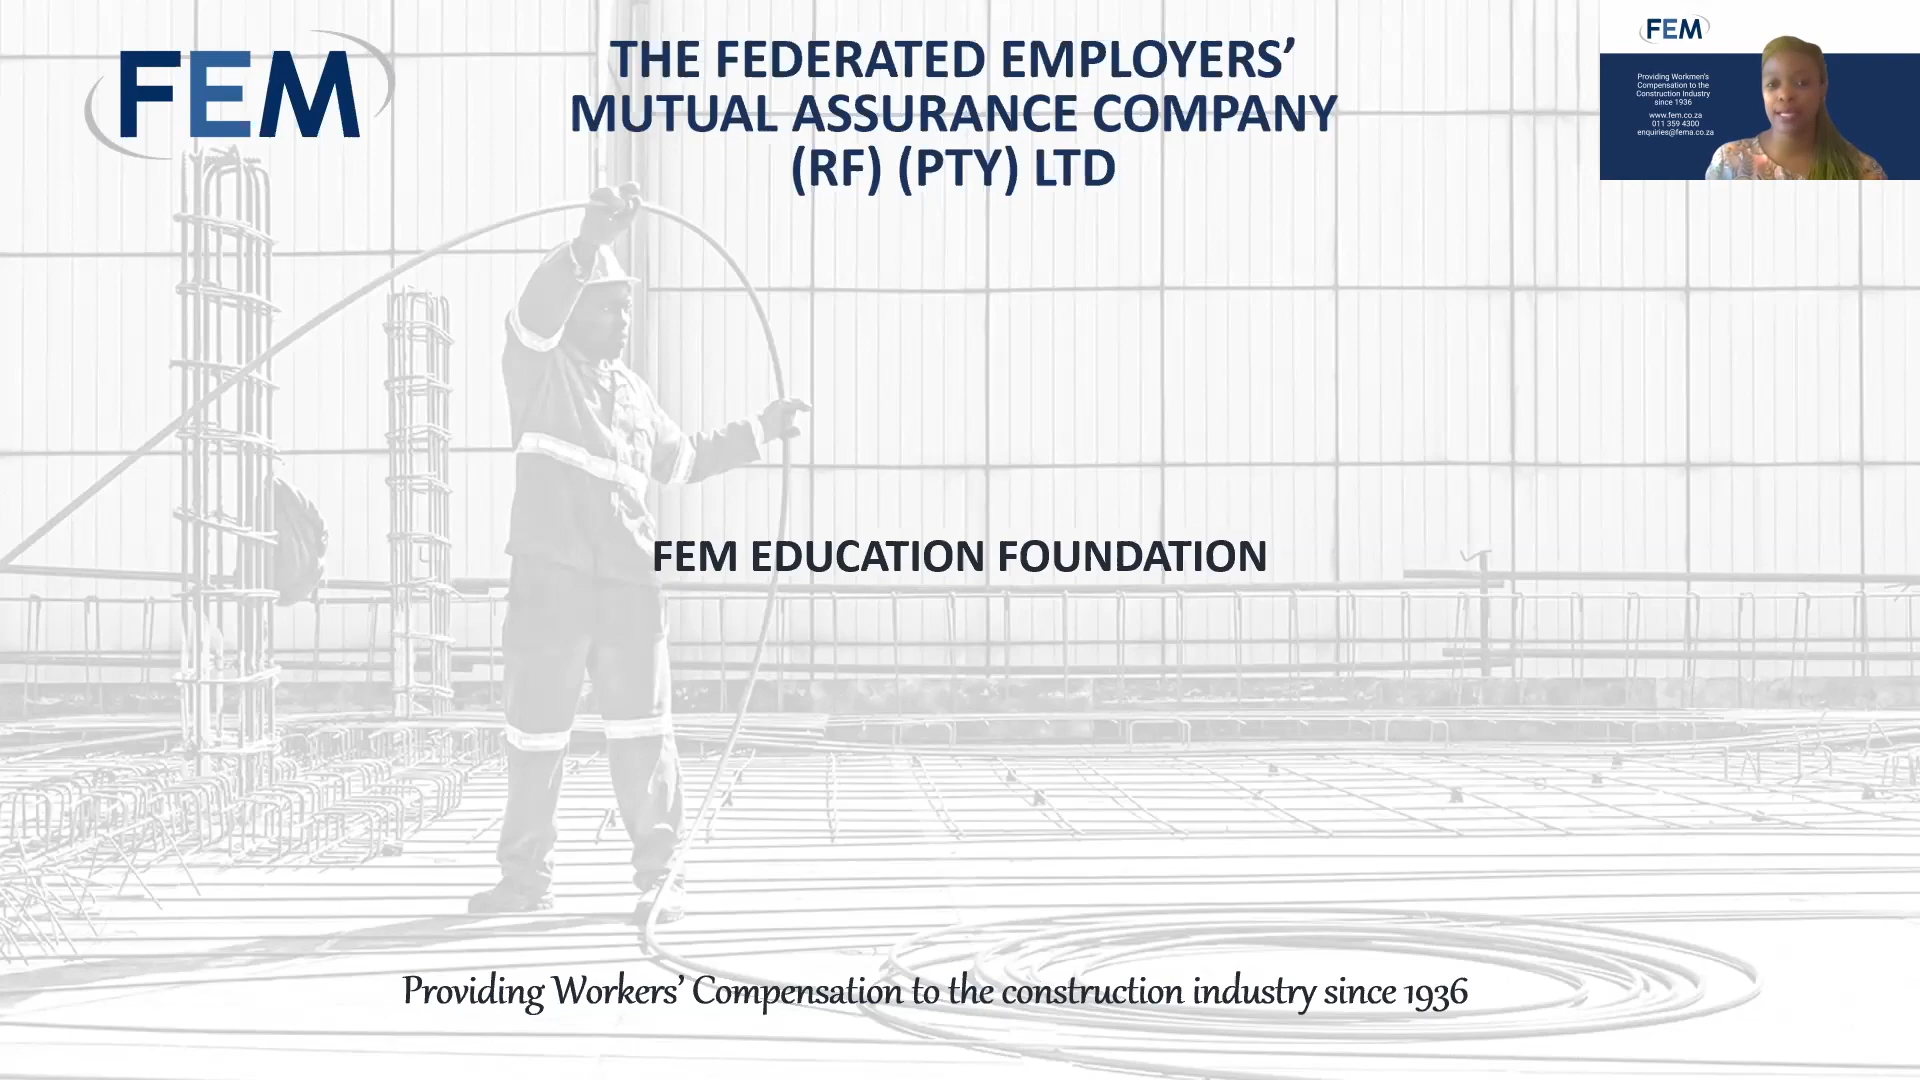 FEM
THE FEDERATED EMPLOYERS’
MUTUAL ASSURANCE COMPANY
(RF) (PTY) LTD
FEM
Providing Workmen's
Compensation to the
Construction Industry
since 1936
www.fem.co.za
011 359 4300
enquiries@fema.co.za
FEM EDUCATION FOUNDATION
Providing Workers’ Compensation to the construction industry since 1936